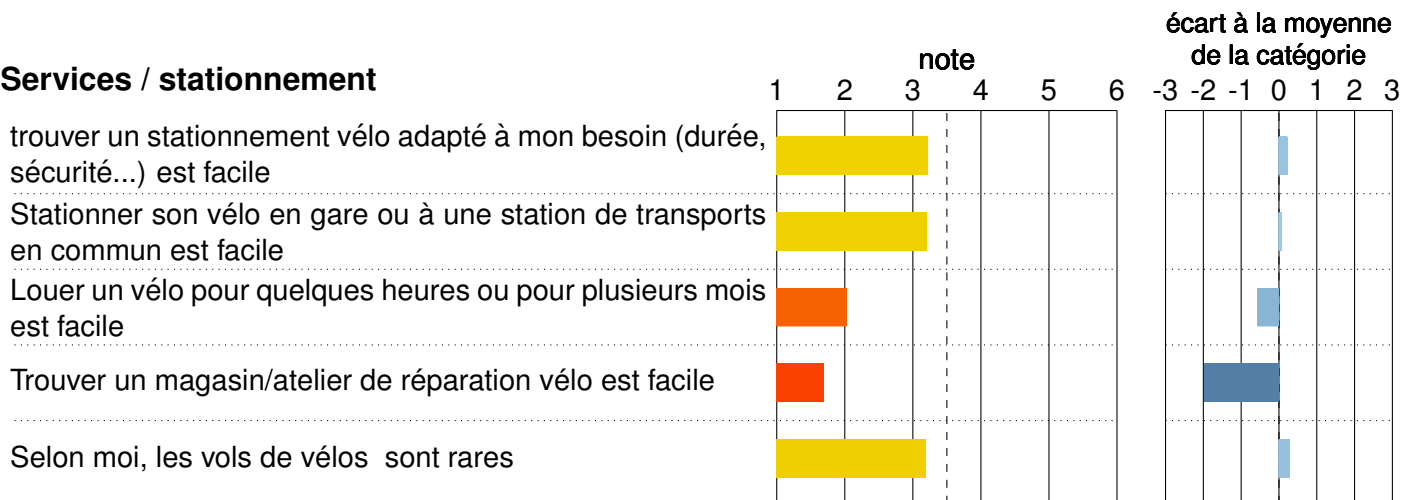 écart à la moyenne
note de la catégorie
Services / stationnement
1 2 3 4 5 6 -3 -2 -1 0 1 2 3
trouver un stationnement vélo adapté à mon besoin (durée,
sécurité...) est facile
Stationner son vélo en gare ou à une station de transports
en commun est facile
Louer un vélo pour quelques heures ou pour plusieurs mois
est facile
Trouver un magasin/atelier de réparation vélo est facile
Selon moi, les vols de vélos sont rares